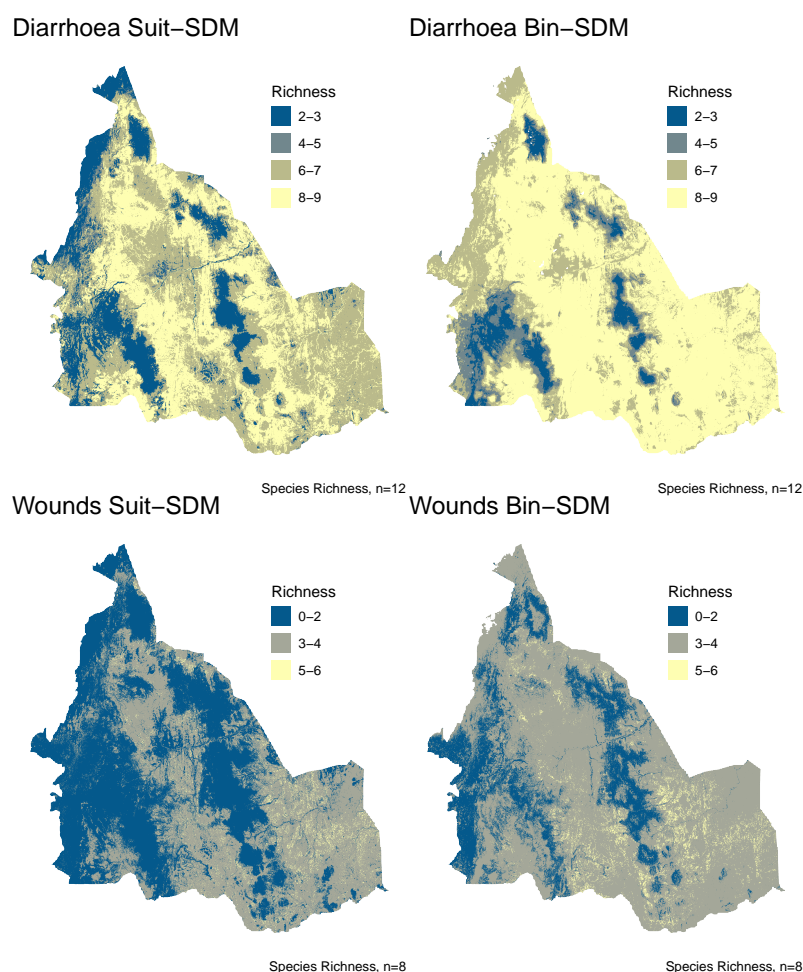 Diarrhoea Suit−SDM
Richness
2−3
4−5
6−7
8−9
Species Richness, n=12
Diarrhoea Bin−SDM
Richness
2−3
4−5
6−7
8−9
Species Richness, n=12
Wounds Suit−SDM
Richness
0−2
3−4
5−6
Species Richness, n=8
Wounds Bin−SDM
Richness
0−2
3−4
5−6
Species Richness, n=8